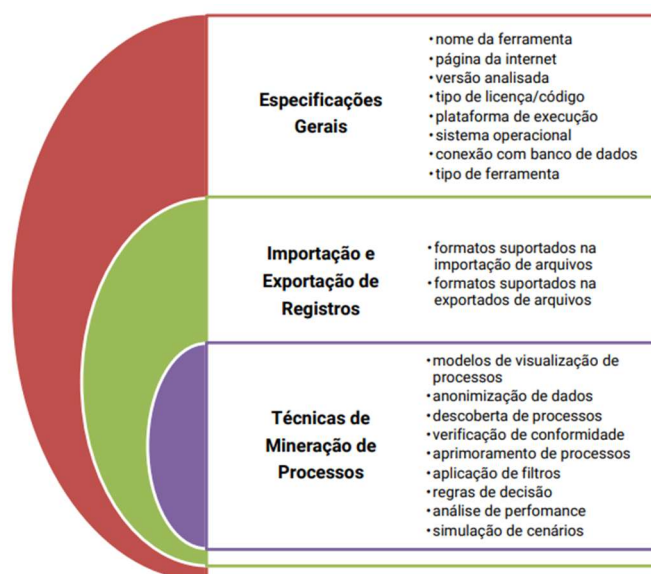 Especificações
Gerais
•nome da ferramenta
•página da internet
•versão analisada
•tipo de licença/código
•plataforma de execução
•sistema operacional
•conexão com banco de dados
•tipo de ferramenta
Importação e
Exportação de
Registros
•formatos suportados na
importação de arquivos
•formatos suportados na
exportados de arquivos
Técnicas de
Mineração de
Processos
•modelos de visualização de
processos
•anonimização de dados
•descoberta de processos
•verificação de conformidade
•aprimoramento de processos
•aplicação de filtros
•regras de decisão
•análise de perfomance
•simulação de cenários